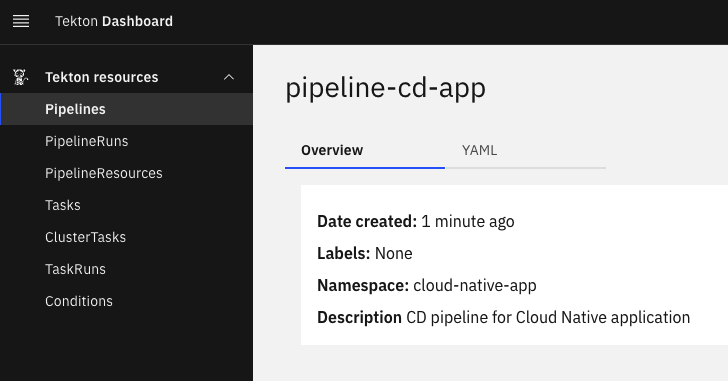 Tekton Dashboard
Tekton resources
Pipelines
PipelineRuns
PipelineResources
Tasks
ClusterTasks
TaskRuns
Conditions
pipeline-cd-app
Overview YAML
Date created: 1 minute ago
Labels: None
Namespace: cloud-native-app
Description CD pipeline for Cloud Native application